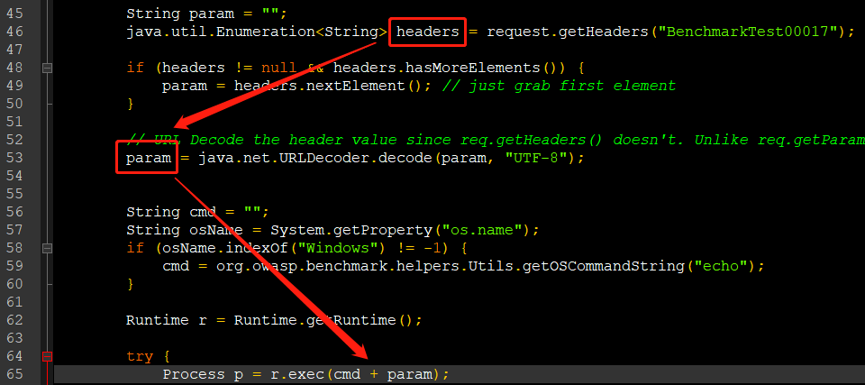 45 String param = "";
46 java.util.Enumeration<String> headers = request.getHeaders("BenchmarkTest00017");
47
48 if (headers != null && headers.hasMoreElements()) {
49 param = headers.nextElement(); // just grab first element
50 }
51
52 // URL Decode the header value since req.getHeaders() doesn't. Unlike req.getParam
53 param = java.net.URLDecoder.decode(param, "UTF-8");
54
55
56 String cmd = "";
57 String osName = System.getProperty("os.name");
58 if (osName.indexOf("Windows") != -1) {
59 cmd = org.owasp.benchmark.helpers.Utils.getOSCommandString("echo");
60 }
61
62 Runtime r = Runtime.getRuntime();
63
64 try {
65 Process p = r.exec(cmd + param);